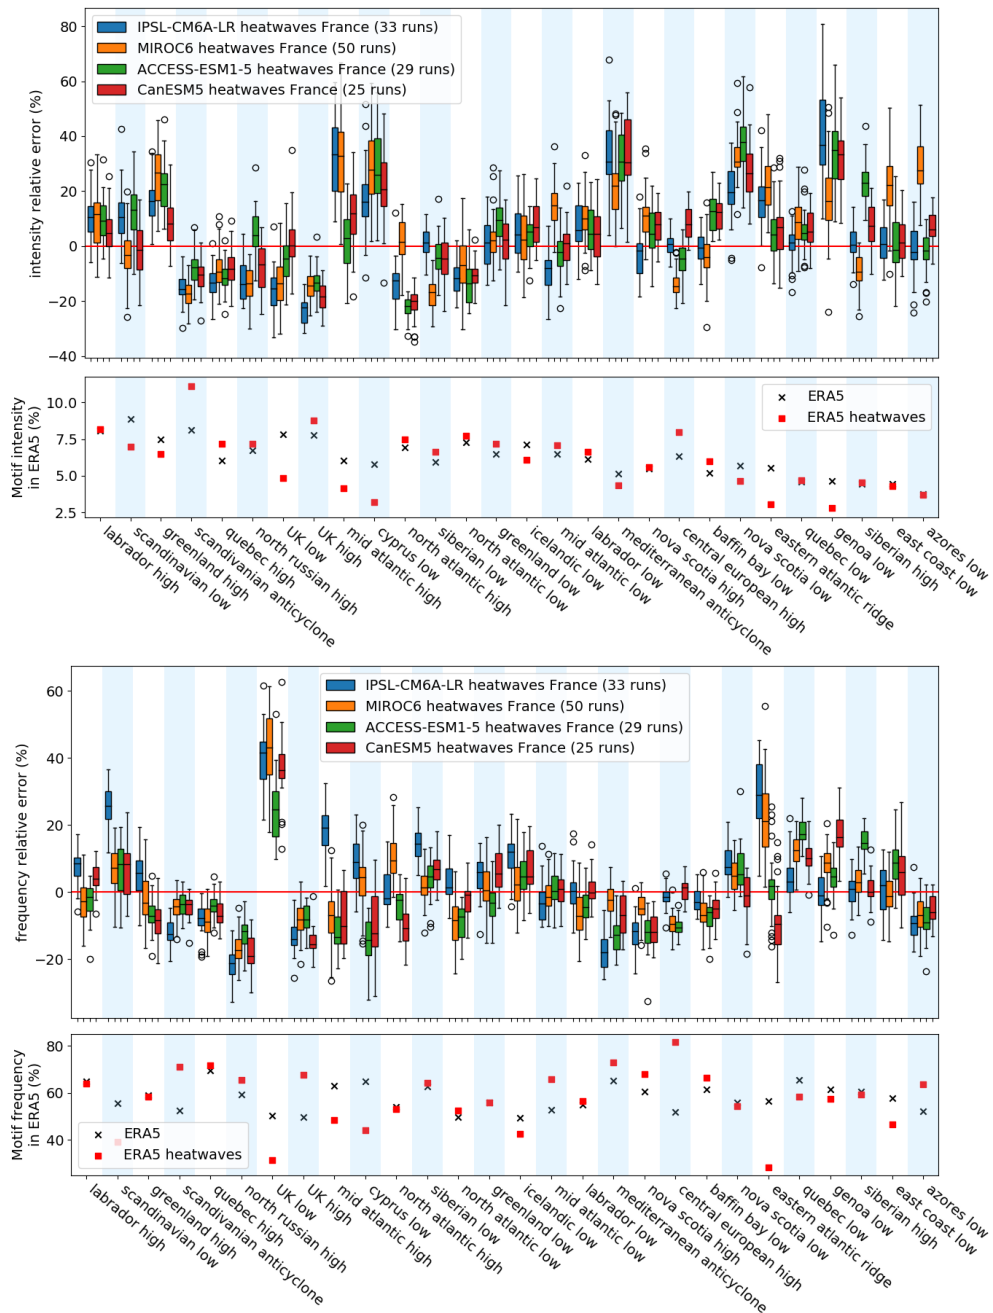 IPSL-CM6A-LR heatwaves France (33 runs)
MIROC6 heatwaves France (50 runs)
ACCESS-ESM1-5 heatwaves France (29 runs)
CanESM5 heatwaves France (25 runs)
intensity relative error (%)
80
60
40
20
0
−20
−40
Motif intensity
in ERA5 (%)
10.0
7.5
5.0
2.5
ERA5
ERA5 heatwaves
labrador high
scandinavian low
greenland high
scandivanian anticyclone
quebec high
north russian high
UK low
UK high
mid atlantic high
cyprus low
north atlantic high
siberian low
north atlantic low
greenland low
icelandic low
mid atlantic low
labrador low
mediterranean anticyclone
nova scotia high
central european high
baffin bay low
nova scotia low
eastern atlantic ridge
quebec low
genoa low
siberian high
east coast low
azores low
IPSL-CM6A-LR heatwaves France (33 runs)
MIROC6 heatwaves France (50 runs)
ACCESS-ESM1-5 heatwaves France (29 runs)
CanESM5 heatwaves France (25 runs)
frequency relative error (%)
60
40
20
0
−20
Motif frequency
in ERA5 (%)
80
60
40
ERA5
ERA5 heatwaves
labrador high
scandinavian low
greenland high
scandivanian anticyclone
quebec high
north russian high
UK low
UK high
mid atlantic high
cyprus low
north atlantic high
siberian low
north atlantic low
greenland low
icelandic low
mid atlantic low
labrador low
mediterranean anticyclone
nova scotia high
central european high
baffin bay low
nova scotia low
eastern atlantic ridge
quebec low
genoa low
siberian high
east coast low
azores low